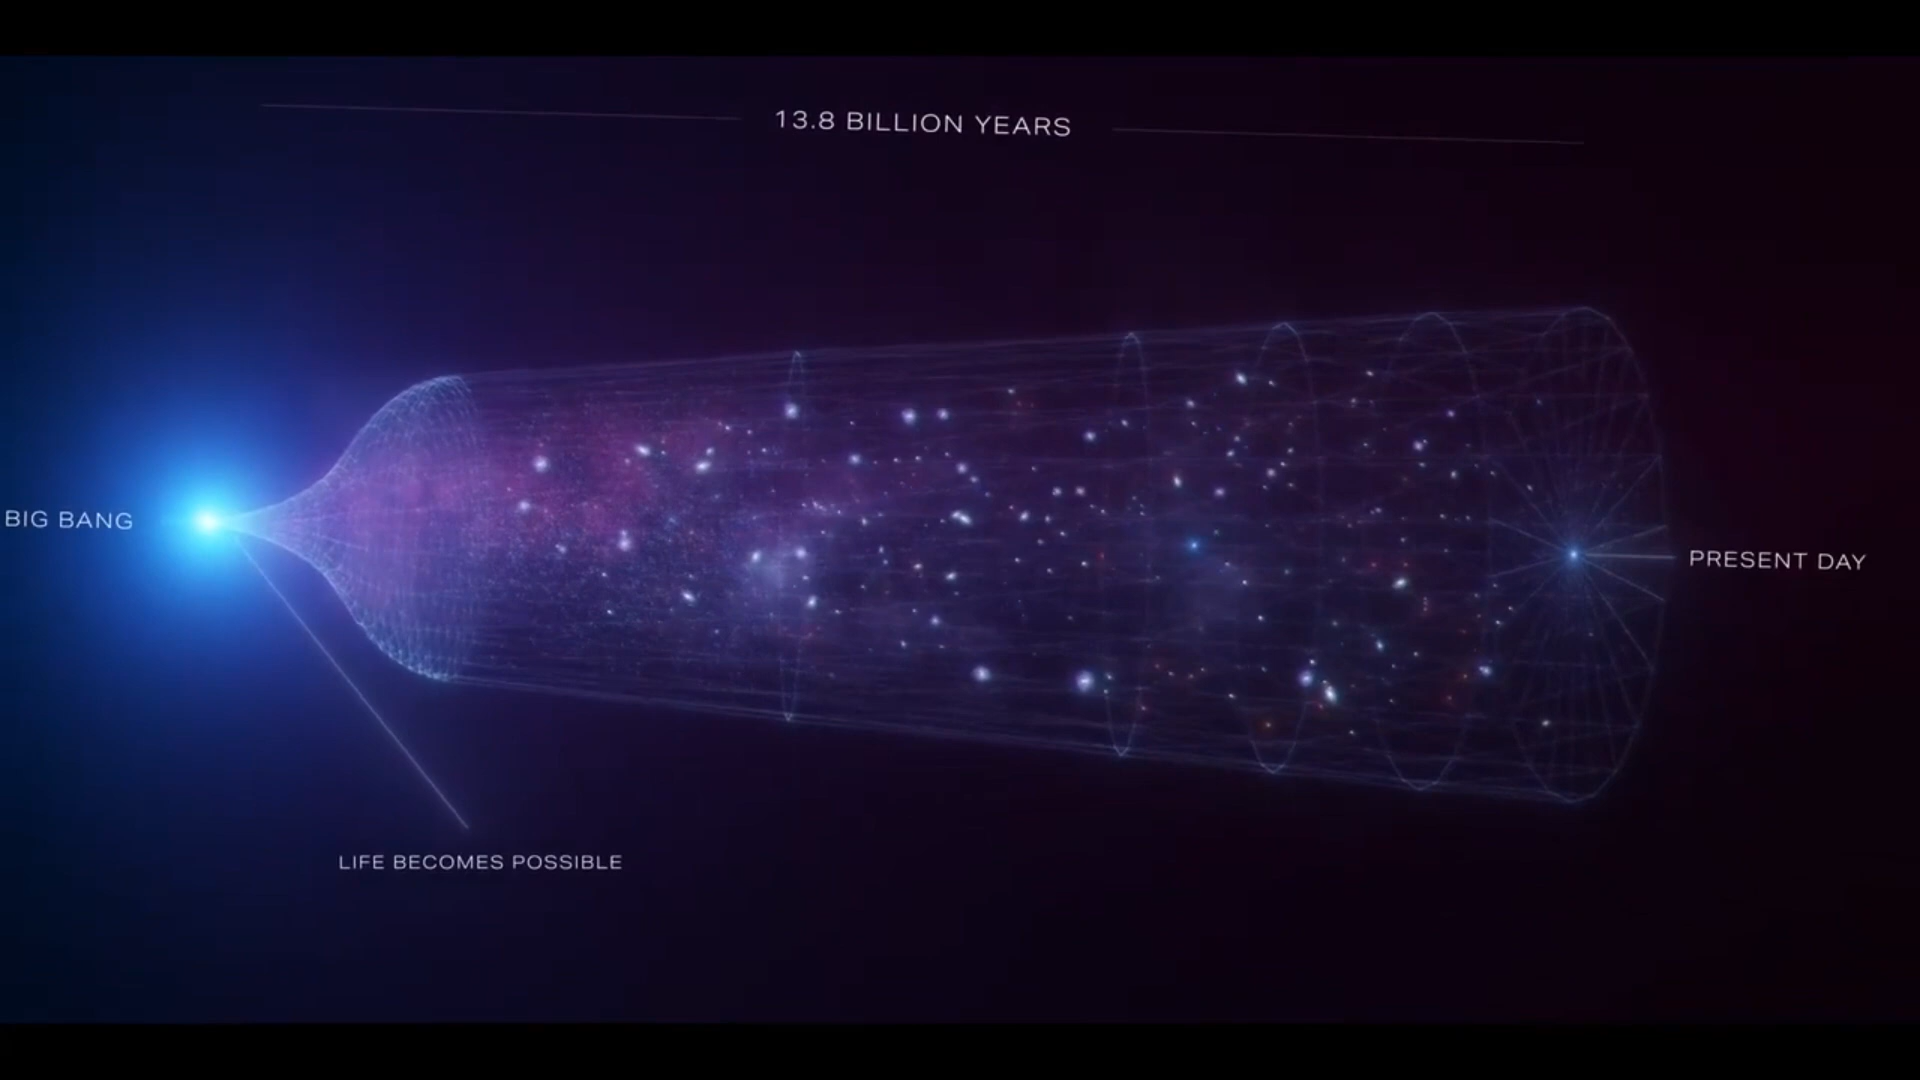 13.8 BILLION YEARS
BIG BANG
PRESENT DAY
LIFE BECOMES POSSIBLE